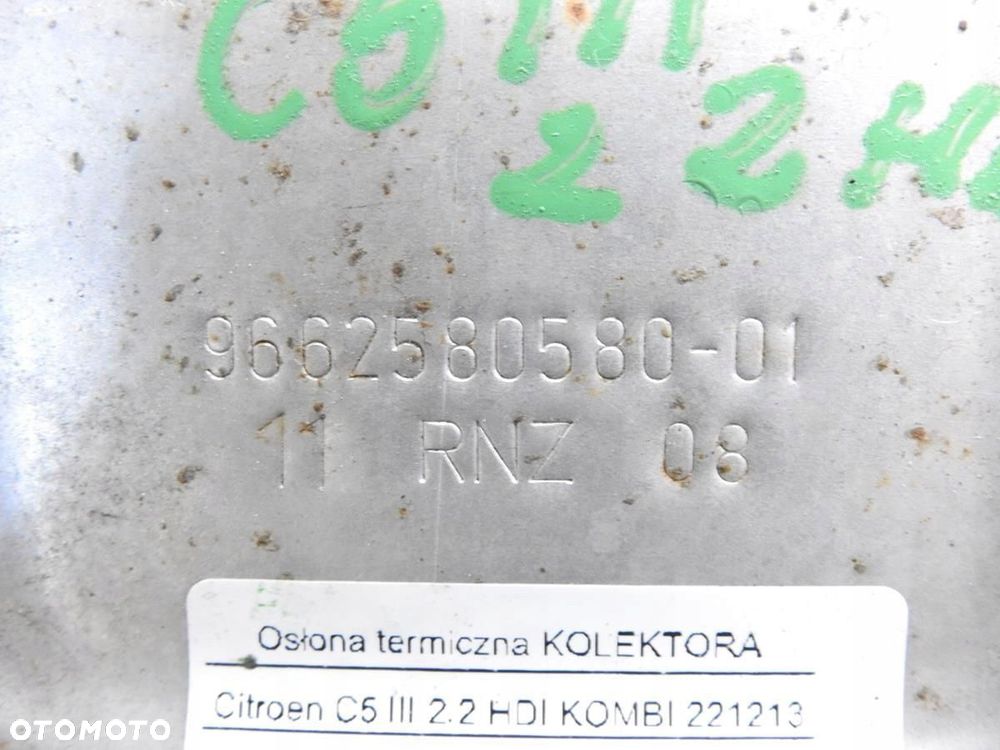 C5 III
2 2 H
9662580580-01
11 RNZ 08
Osłona termiczna KOLEKTORA
Citroen C5 III 2.2 HDI KOMBI 221213
OTOMOTO